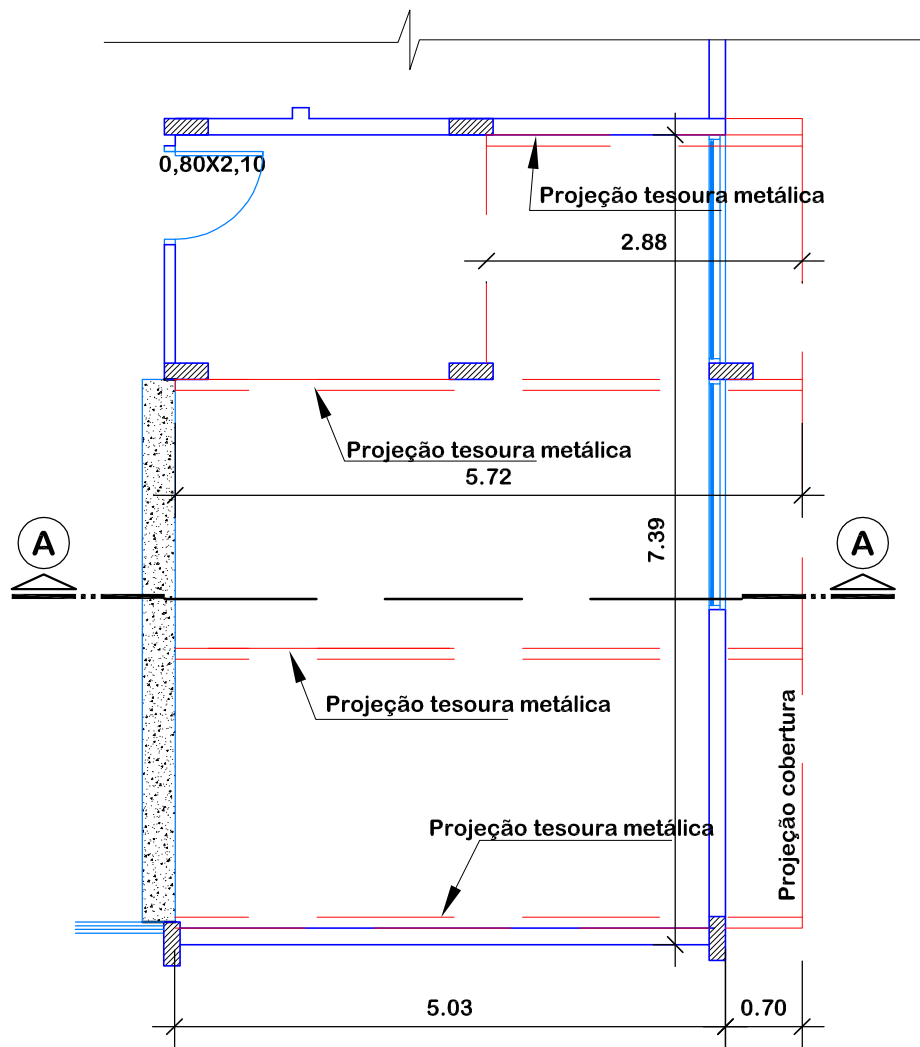 0,80X2,10
Projeção tesoura metálica
2.88
Projeção tesoura metálica
5.72
7.39
A
A
Projeção tesoura metálica
Projeção cobertura
Projeção tesoura metálica
5.03
0.70